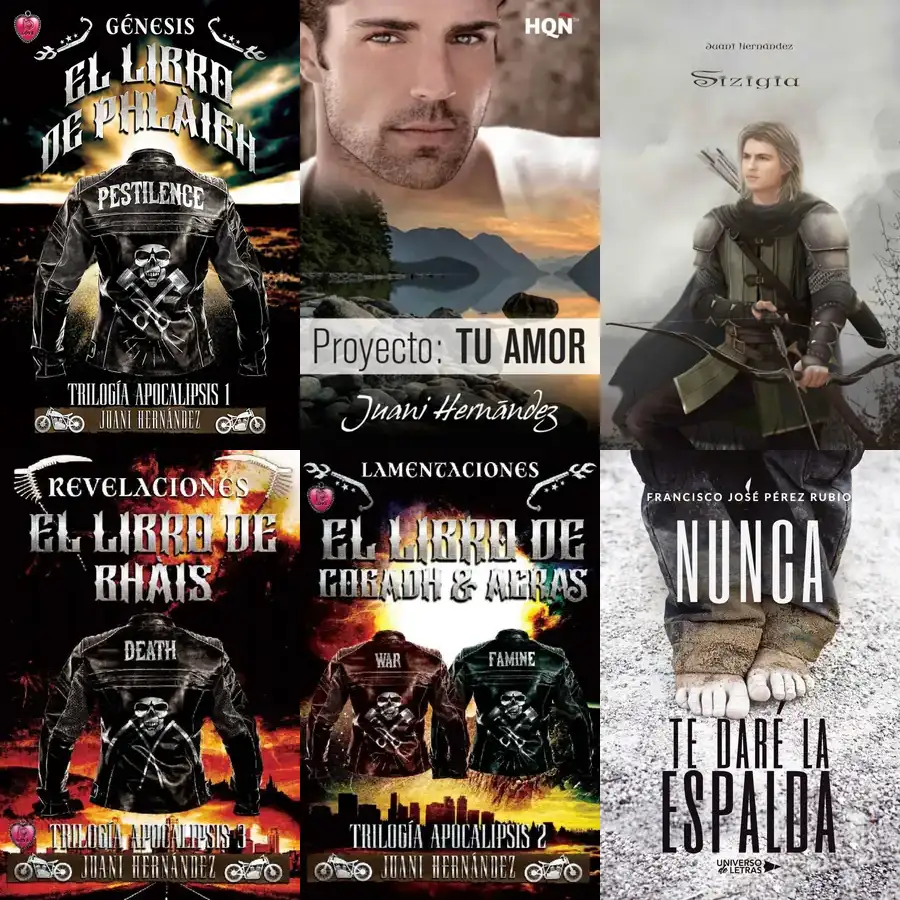 GÉNESIS
EL LIBRO
DE PHLÀIGH
PESTILENCE
TRILOGÍA APOCALIPSIS 1
JUANI HERNÁNDEZ
HQN
Proyecto: TU AMOR
Juani Hernández
Juani Hernández
Sizigia
REVELACIONES
EL LIBRO DE
BHÀIS
DEATH
TRILOGÍA APOCALIPSIS 3
JUANI HERNÁNDEZ
LAMENTACIONES
EL LIBRO DE
COGADH & ACRAS
WAR
FAMINE
TRILOGÍA APOCALIPSIS 2
JUANI HERNÁNDEZ
FRANCISCO JOSÉ PÉREZ RUBIO
NUNCA
TE DARÉ LA
ESPALDA
UNIVERSO
de LETRAS